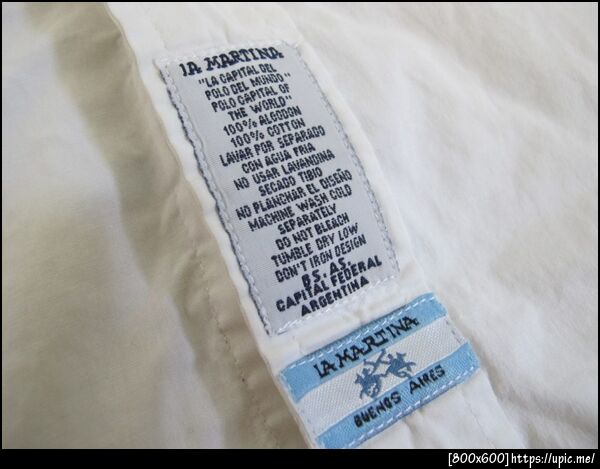 LA MARTINA
"LA CAPITAL DEL
POLO DEL MUNDO"
"POLO CAPITAL OF
THE WORLD"
100% ALGODON
100% COTTON
LAVAR POR SEPARADO
CON AGUA FRIA
NO USAR LAVANDINA
SECADO TIBIO
NO PLANCHAR EL DISEÑO
MACHINE WASH COLD
SEPARATELY
DO NOT BLEACH
TUMBLE DRY LOW
DON'T IRON DESIGN
BS. AS.
CAPITAL FEDERAL
ARGENTINA
LA MARTINA
BUENOS AIRES
[800x600]https://upic.me/